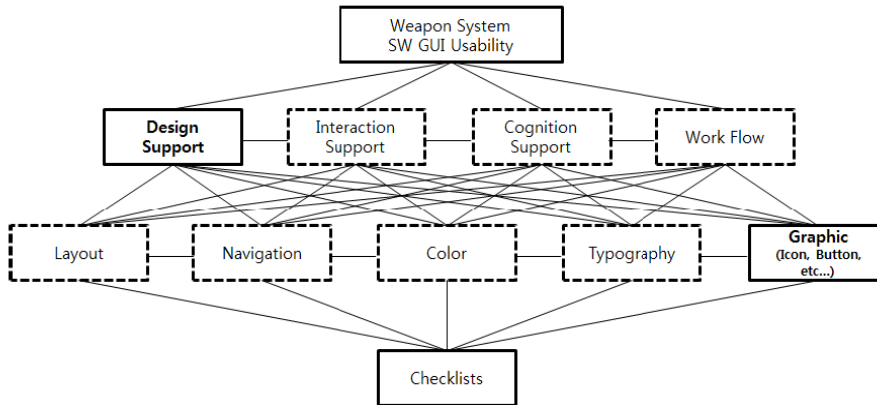 Weapon System
SW GUI Usability
Design
Support
Interaction
Support
Cognition
Support
Work Flow
Layout
Navigation
Color
Typography
Graphic
(Icon, Button,
etc...)
Checklists